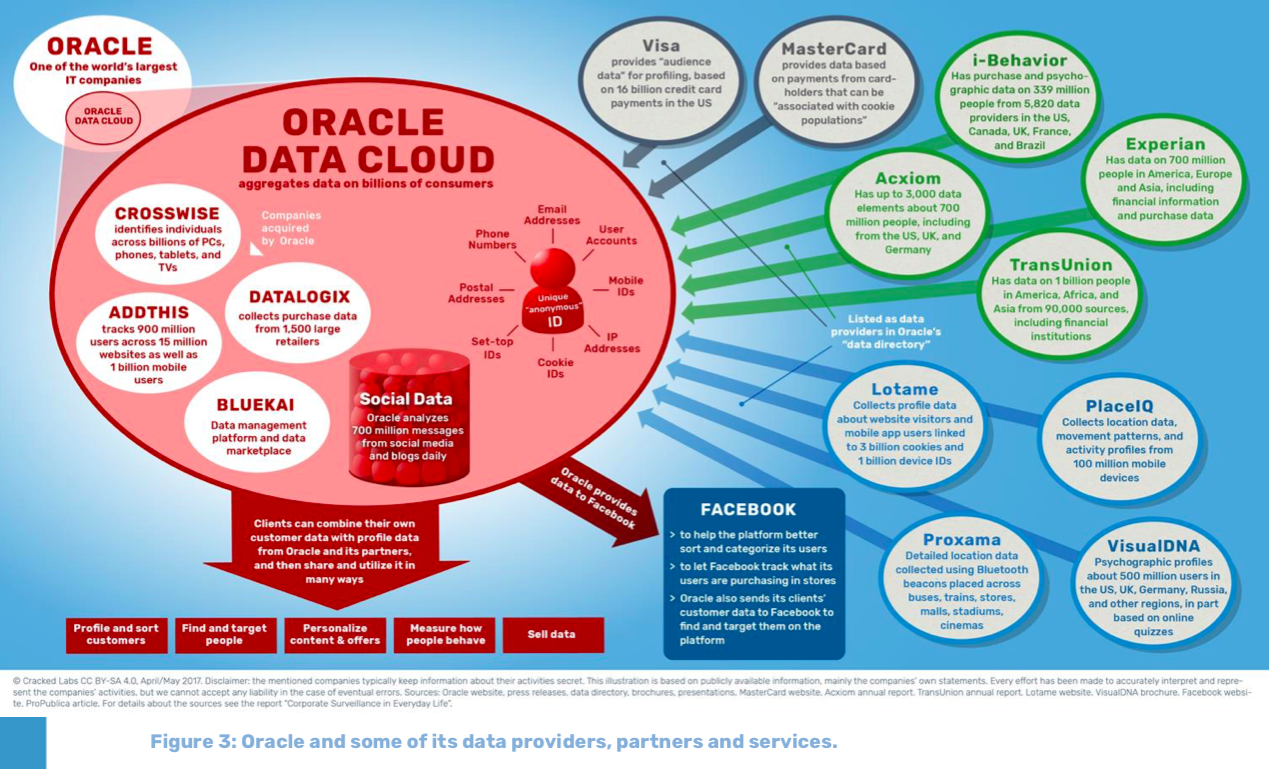 ORACLE
One of the world's largest
IT companies
ORACLE
DATA CLOUD
ORACLE
DATA CLOUD
aggregates data on billions of consumers
CROSSWISE
identifies individuals
across billions of PCs,
phones, tablets, and
TVs
Companies
acquired
by Oracle
ADDTHIS
tracks 900 million
users across 15 million
websites as well as
1 billion mobile
users
DATALOGIX
collects purchase data
from 1,500 large
retailers
BLUEKAI
Data management
platform and data
marketplace
Social Data
Oracle analyzes
700 million messages
from social media
and blogs daily
Email
Addresses
Phone
Numbers
User
Accounts
Postal
Addresses
Mobile
IDs
Unique
"anonymous"
ID
Set-top
IDs
IP
Addresses
Cookie
IDs
Visa
provides "audience
data" for profiling, based
on 16 billion credit card
payments in the US
MasterCard
provides data based
on payments from card-
holders that can be
"associated with cookie
populations"
i-Behavior
Has purchase and psycho-
graphic data on 339 million
people from 5,820 data
providers in the US,
Canada, UK, France,
and Brazil
Experian
Has data on 700 million
people in America, Europe
and Asia, including
financial information
and purchase data
Acxiom
Has up to 3,000 data
elements about 700
million people, including
from the US, UK, and
Germany
TransUnion
Has data on 1 billion people
in America, Africa, and
Asia from 90,000 sources,
including financial
institutions
Listed as data
providers in Oracle's
"data directory"
Lotame
Collects profile data
about website visitors and
mobile app users linked
to 3 billion cookies and
1 billion device IDs
PlaceIQ
Collects location data,
movement patterns, and
activity profiles from
100 million mobile
devices
Proxama
Detailed location data
collected using Bluetooth
beacons placed across
buses, trains, stores,
malls, stadiums,
cinemas
VisualDNA
Psychographic profiles
about 500 million users in
the US, UK, Germany, Russia,
and other regions, in part
based on online
quizzes
Oracle provides
data to Facebook
FACEBOOK
> to help the platform better
sort and categorize its users
> to let Facebook track what its
users are purchasing in stores
> Oracle also sends its clients'
customer data to Facebook to
find and target them on the
platform
Clients can combine their own
customer data with profile data
from Oracle and its partners,
and then share and utilize it in
many ways
Profile and sort
customers
Find and target
people
Personalize
content & offers
Measure how
people behave
Sell data
© Cracked Labs CC BY-SA 4.0, April/May 2017. Disclaimer: the mentioned companies typically keep information about their activities secret. This illustration is based on publicly available information, mainly the companies' own statements. Every effort has been made to accurately interpret and repre-
sent the companies' activities, but we cannot accept any liability in the case of eventual errors. Sources: Oracle website, press releases, data directory, brochures, presentations. MasterCard website. Acxiom annual report. TransUnion annual report. Lotame website. VisualDNA brochure. Facebook websi-
te. ProPublica article. For details about the sources see the report "Corporate Surveillance in Everyday Life".
Figure 3: Oracle and some of its data providers, partners and services.